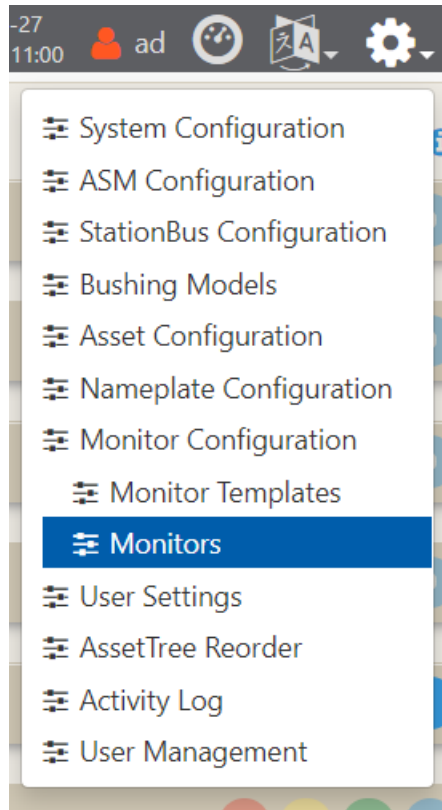 -27
11:00 ad
System Configuration
ASM Configuration
StationBus Configuration
Bushing Models
Asset Configuration
Nameplate Configuration
Monitor Configuration
Monitor Templates
Monitors
User Settings
AssetTree Reorder
Activity Log
User Management